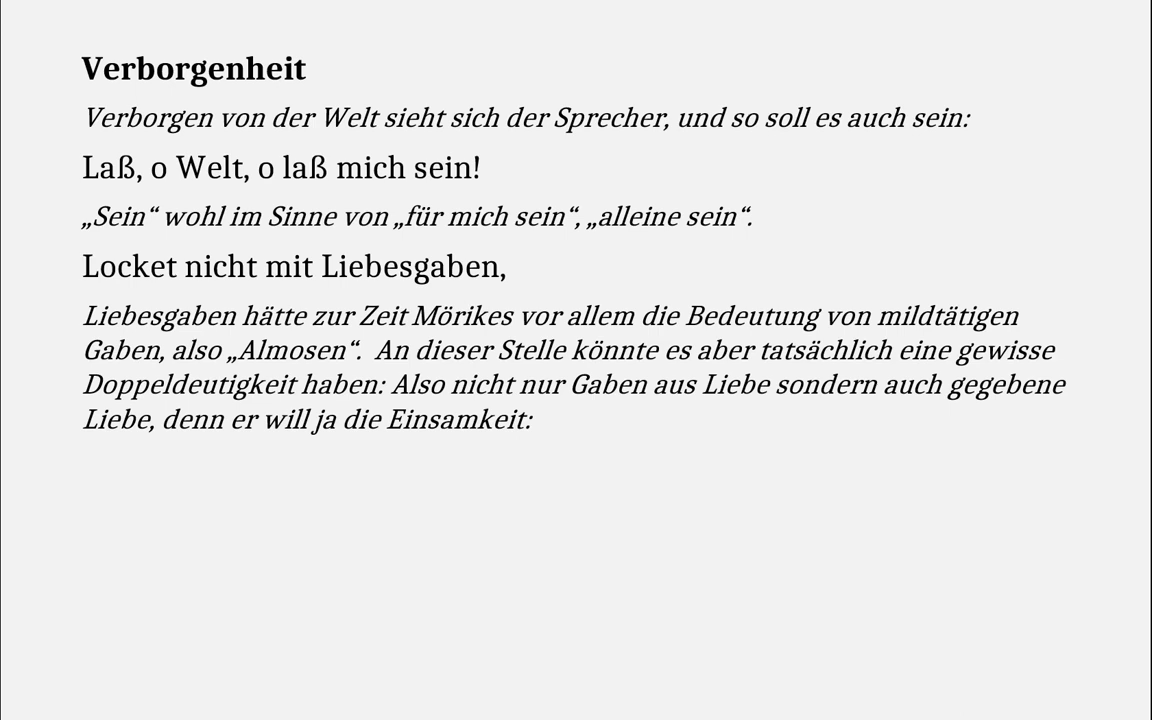 Verborgenheit
Verborgen von der Welt sieht sich der Sprecher, und so soll es auch sein:
Laß, o Welt, o laß mich sein!
„Sein“ wohl im Sinne von „für mich sein“, „alleine sein“.
Locket nicht mit Liebesgaben,
Liebesgaben hätte zur Zeit Mörikes vor allem die Bedeutung von mildtätigen
Gaben, also „Almosen“.  An dieser Stelle könnte es aber tatsächlich eine gewisse
Doppeldeutigkeit haben: Also nicht nur Gaben aus Liebe sondern auch gegebene
Liebe, denn er will ja die Einsamkeit: